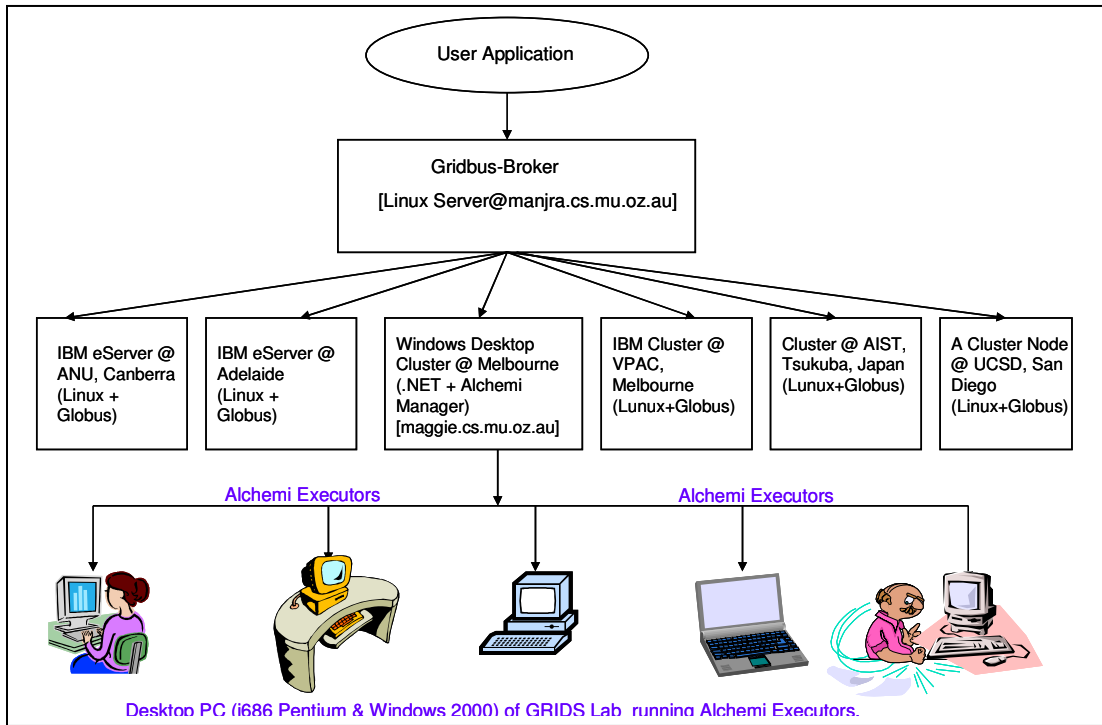 User Application
Gridbus-Broker
[Linux Server@manjra.cs.mu.oz.au]
IBM eServer @
ANU, Canberra
(Linux +
Globus)
IBM eServer @
Adelaide
(Linux +
Globus)
Windows Desktop
Cluster @ Melbourne
(.NET + Alchemi
Manager)
[maggie.cs.mu.oz.au]
IBM Cluster @
VPAC,
Melbourne
(Lunux+Globus)
Cluster @ AIST,
Tsukuba, Japan
(Lunux+Globus)
A Cluster Node
@ UCSD, San
Diego
(Linux+Globus)
Alchemi Executors
Alchemi Executors
Desktop PC (i686 Pentium & Windows 2000) of GRIDS Lab running Alchemi Executors.